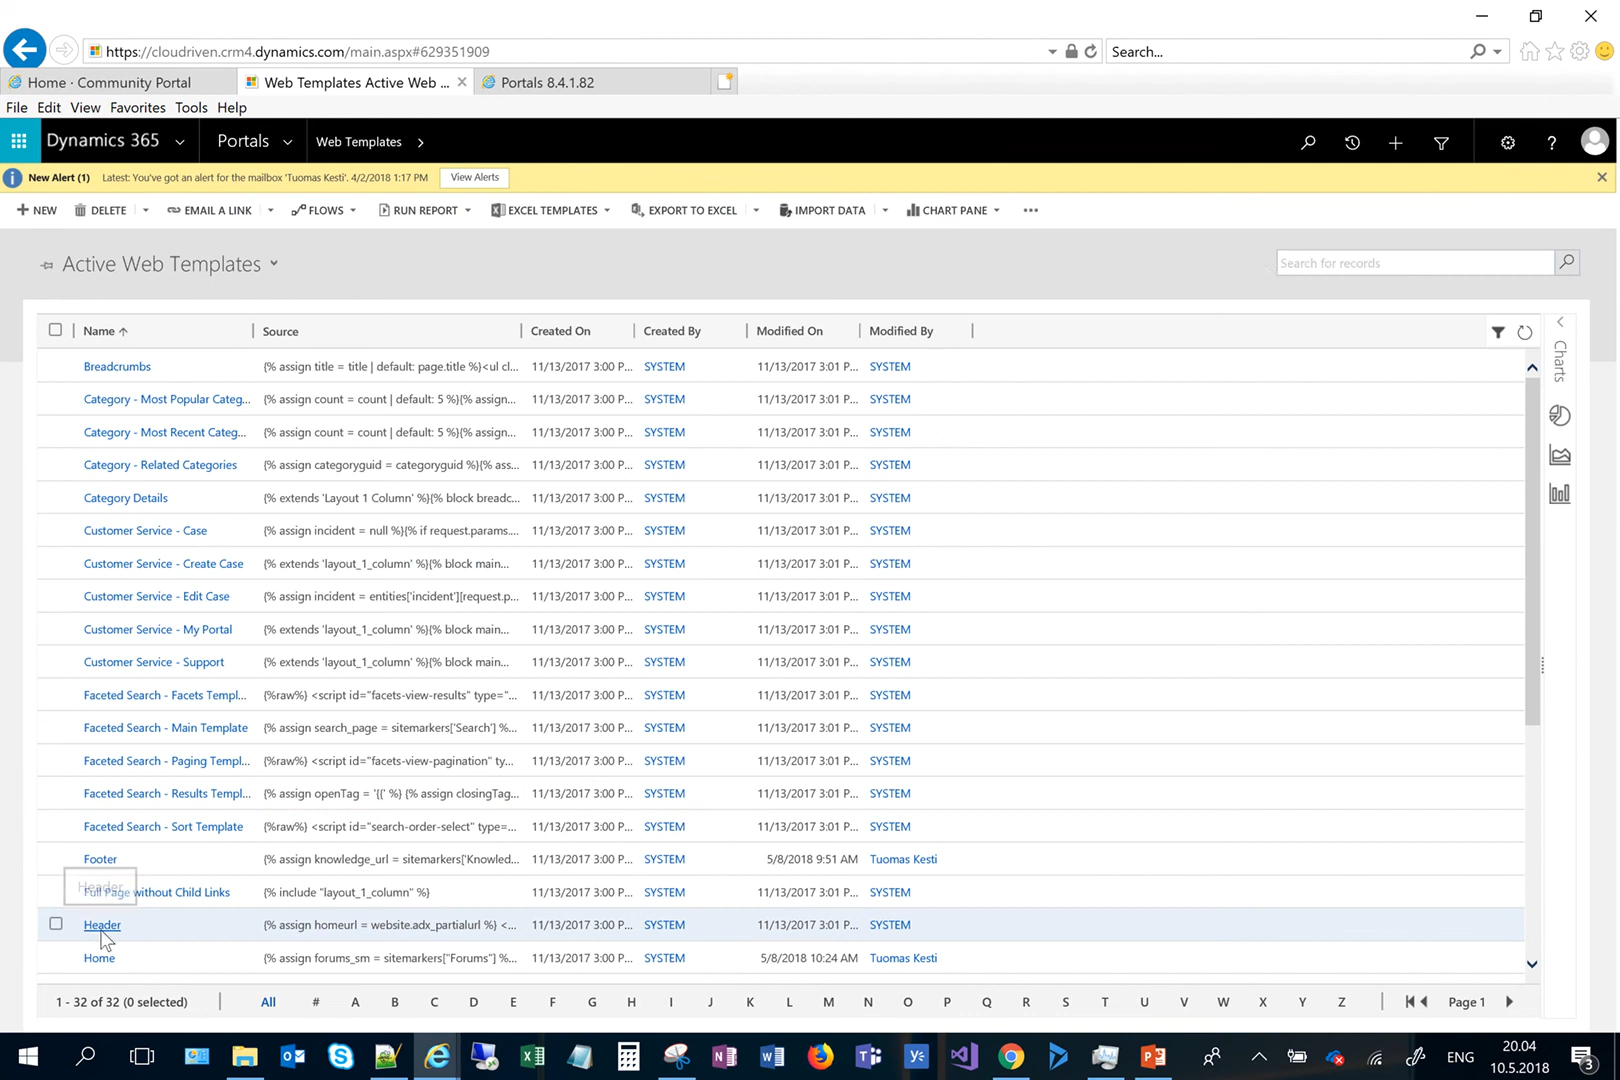 https://cloudriven.crm4.dynamics.com/main.aspx#629351909
Search...
Home · Community Portal
Web Templates Active Web ...
Portals 8.4.1.82
File Edit View Favorites Tools Help
Dynamics 365
Portals
Web Templates
New Alert (1) Latest: You've got an alert for the mailbox 'Tuomas Kesti'. 4/2/2018 1:17 PM View Alerts
NEW DELETE EMAIL A LINK FLOWS RUN REPORT EXCEL TEMPLATES EXPORT TO EXCEL IMPORT DATA CHART PANE
Active Web Templates
Search for records
Name Source Created On Created By Modified On Modified By
Charts
Breadcrumbs {% assign title = title | default: page.title %}<ul cl... 11/13/2017 3:00 P... SYSTEM 11/13/2017 3:01 P... SYSTEM
Category - Most Popular Categ... {% assign count = count | default: 5 %}{% assign... 11/13/2017 3:00 P... SYSTEM 11/13/2017 3:01 P... SYSTEM
Category - Most Recent Categ... {% assign count = count | default: 5 %}{% assign... 11/13/2017 3:00 P... SYSTEM 11/13/2017 3:01 P... SYSTEM
Category - Related Categories {% assign categoryguid = categoryguid %}{% ass... 11/13/2017 3:00 P... SYSTEM 11/13/2017 3:01 P... SYSTEM
Category Details {% extends 'Layout 1 Column' %}{% block breadc... 11/13/2017 3:00 P... SYSTEM 11/13/2017 3:01 P... SYSTEM
Customer Service - Case {% assign incident = null %}{% if request.params.... 11/13/2017 3:00 P... SYSTEM 11/13/2017 3:01 P... SYSTEM
Customer Service - Create Case {% extends 'layout_1_column' %}{% block main... 11/13/2017 3:00 P... SYSTEM 11/13/2017 3:01 P... SYSTEM
Customer Service - Edit Case {% assign incident = entities['incident'][request.p... 11/13/2017 3:00 P... SYSTEM 11/13/2017 3:01 P... SYSTEM
Customer Service - My Portal {% extends 'layout_1_column' %}{% block main... 11/13/2017 3:00 P... SYSTEM 11/13/2017 3:01 P... SYSTEM
Customer Service - Support {% extends 'layout_1_column' %}{% block main... 11/13/2017 3:00 P... SYSTEM 11/13/2017 3:01 P... SYSTEM
Faceted Search - Facets Templ... {%raw%} <script id="facets-view-results" type="... 11/13/2017 3:00 P... SYSTEM 11/13/2017 3:01 P... SYSTEM
Faceted Search - Main Template {% assign search_page = sitemarkers['Search'] %... 11/13/2017 3:00 P... SYSTEM 11/13/2017 3:01 P... SYSTEM
Faceted Search - Paging Templ... {%raw%} <script id="facets-view-pagination" ty... 11/13/2017 3:00 P... SYSTEM 11/13/2017 3:01 P... SYSTEM
Faceted Search - Results Templ... {% assign openTag = '{{' %} {% assign closingTag... 11/13/2017 3:00 P... SYSTEM 11/13/2017 3:01 P... SYSTEM
Faceted Search - Sort Template {%raw%} <script id="search-order-select" type=... 11/13/2017 3:00 P... SYSTEM 11/13/2017 3:01 P... SYSTEM
Footer {% assign knowledge_url = sitemarkers['Knowled... 11/13/2017 3:00 P... SYSTEM 5/8/2018 9:51 AM Tuomas Kesti
Header
Full Page without Child Links {% include "layout_1_column" %} 11/13/2017 3:00 P... SYSTEM 11/13/2017 3:01 P... SYSTEM
Header {% assign homeurl = website.adx_partialurl %} <... 11/13/2017 3:00 P... SYSTEM 11/13/2017 3:01 P... SYSTEM
Home {% assign forums_sm = sitemarkers["Forums"] %... 11/13/2017 3:00 P... SYSTEM 5/8/2018 10:24 AM Tuomas Kesti
1 - 32 of 32 (0 selected) All # A B C D E F G H I J K L M N O P Q R S T U V W X Y Z Page 1
ENG
20.04
10.5.2018
3